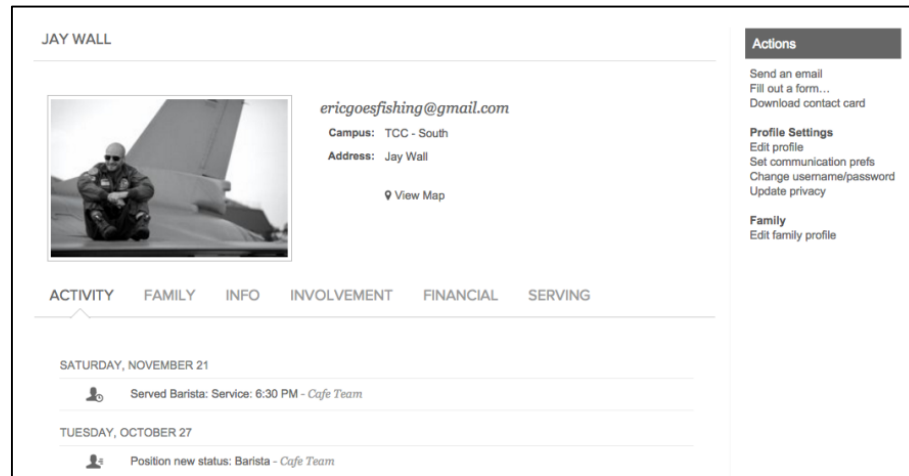 JAY WALL
ericgoesfishing@gmail.com
Campus: TCC - South
Address: Jay Wall
View Map
ACTIVITY FAMILY INFO INVOLVEMENT FINANCIAL SERVING
SATURDAY, NOVEMBER 21
Served Barista: Service: 6:30 PM - Cafe Team
TUESDAY, OCTOBER 27
Position new status: Barista - Cafe Team
Actions
Send an email
Fill out a form...
Download contact card
Profile Settings
Edit profile
Set communication prefs
Change username/password
Update privacy
Family
Edit family profile